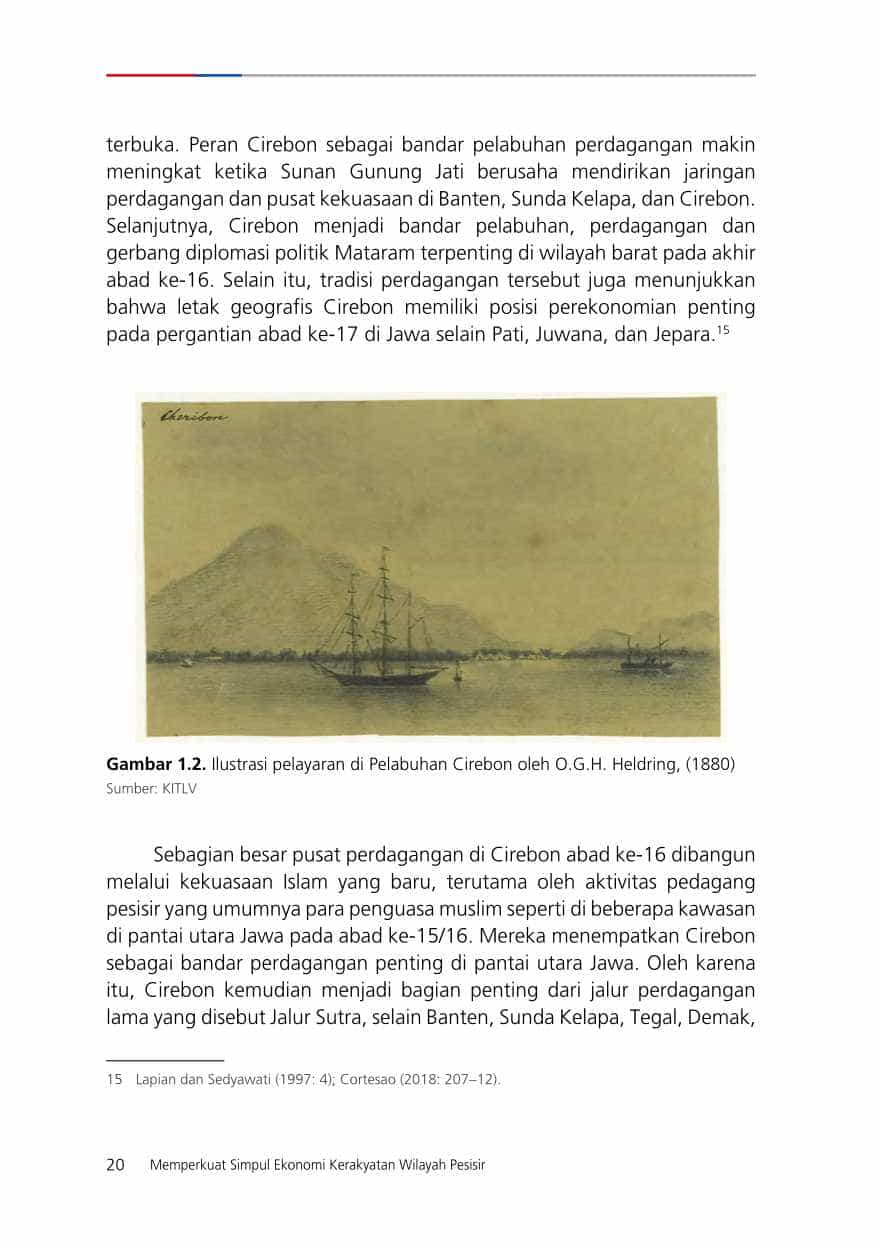 terbuka. Peran Cirebon sebagai bandar pelabuhan perdagangan makin
meningkat ketika Sunan Gunung Jati berusaha mendirikan jaringan
perdagangan dan pusat kekuasaan di Banten, Sunda Kelapa, dan Cirebon.
Selanjutnya, Cirebon menjadi bandar pelabuhan, perdagangan dan
gerbang diplomasi politik Mataram terpenting di wilayah barat pada akhir
abad ke-16. Selain itu, tradisi perdagangan tersebut juga menunjukkan
bahwa letak geografis Cirebon memiliki posisi perekonomian penting
pada pergantian abad ke-17 di Jawa selain Pati, Juwana, dan Jepara.15
Cheribon
Gambar 1.2. Ilustrasi pelayaran di Pelabuhan Cirebon oleh O.G.H. Heldring, (1880)
Sumber: KITLV
Sebagian besar pusat perdagangan di Cirebon abad ke-16 dibangun
melalui kekuasaan Islam yang baru, terutama oleh aktivitas pedagang
pesisir yang umumnya para penguasa muslim seperti di beberapa kawasan
di pantai utara Jawa pada abad ke-15/16. Mereka menempatkan Cirebon
sebagai bandar perdagangan penting di pantai utara Jawa. Oleh karena
itu, Cirebon kemudian menjadi bagian penting dari jalur perdagangan
lama yang disebut Jalur Sutra, selain Banten, Sunda Kelapa, Tegal, Demak,
15 Lapian dan Sedyawati (1997: 4); Cortesao (2018: 207–12).
20 Memperkuat Simpul Ekonomi Kerakyatan Wilayah Pesisir